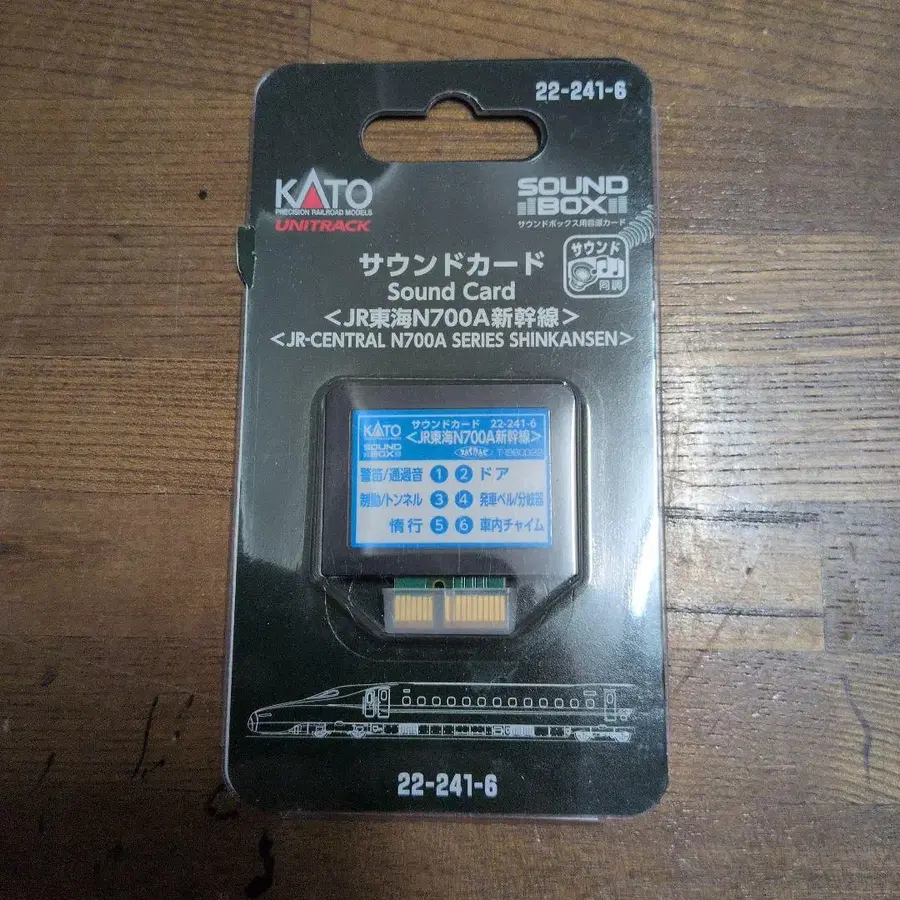 22-241-6
KATO
PRECISION RAILROAD MODELS
UNITRACK
SOUND
BOX
サウンドボックス用音源カード
サウンド
同調
サウンドカード
Sound Card
<JR東海N700A新幹線>
<JR-CENTRAL N700A SERIES SHINKANSEN>
KATO サウンドカード 22-241-6
<JR東海N700A新幹線>
SOUND
BOX
警笛/通過音 1 2 ドア
制動/トンネル 3 4 発車ベル/分岐器
惰行 5 6 車内チャイム
22-241-6